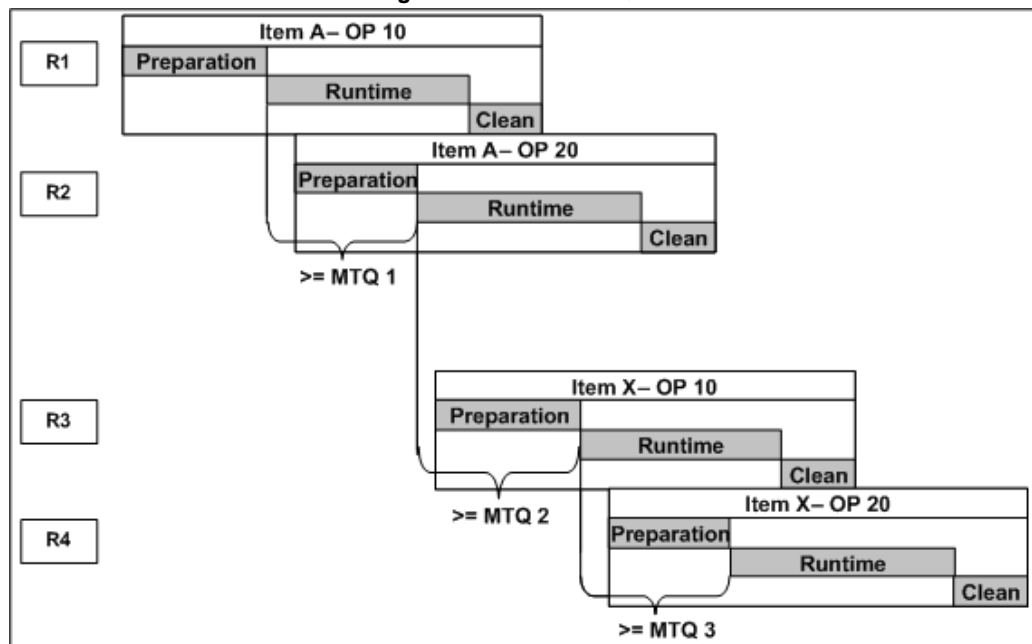 Item A– OP 10
R1
Preparation
Runtime
Clean
Item A– OP 20
R2
Preparation
Runtime
Clean
>= MTQ 1
Item X– OP 10
R3
Preparation
Runtime
Clean
>= MTQ 2
Item X– OP 20
R4
Preparation
Runtime
Clean
>= MTQ 3